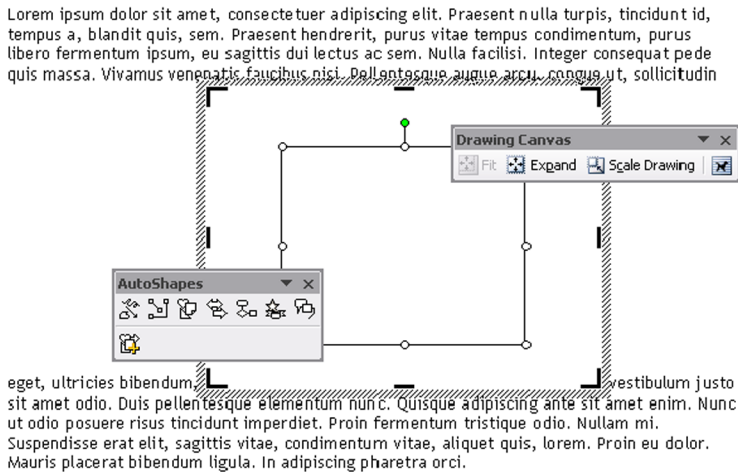 Lorem ipsum dolor sit amet, consectetuer adipiscing elit. Praesent nulla turpis, tincidunt id,
tempus a, blandit quis, sem. Praesent hendrerit, purus vitae tempus condimentum, purus
libero fermentum ipsum, eu sagittis dui lectus ac sem. Nulla facilisi. Integer consequat pede
quis massa. Vivamus venenatis faucibus nisi. Pellentesque augue arcu, congue ut, sollicitudin
Drawing Canvas
Fit Expand Scale Drawing
AutoShapes
eget, ultricies bibendum, vestibulum justo
sit amet odio. Duis pellentesque elementum nunc. Quisque adipiscing ante sit amet enim. Nunc
ut odio posuere risus tincidunt imperdiet. Proin fermentum tristique odio. Nullam mi.
Suspendisse erat elit, sagittis vitae, condimentum vitae, aliquet quis, lorem. Proin eu dolor.
Mauris placerat bibendum ligula. In adipiscing pharetra orci.